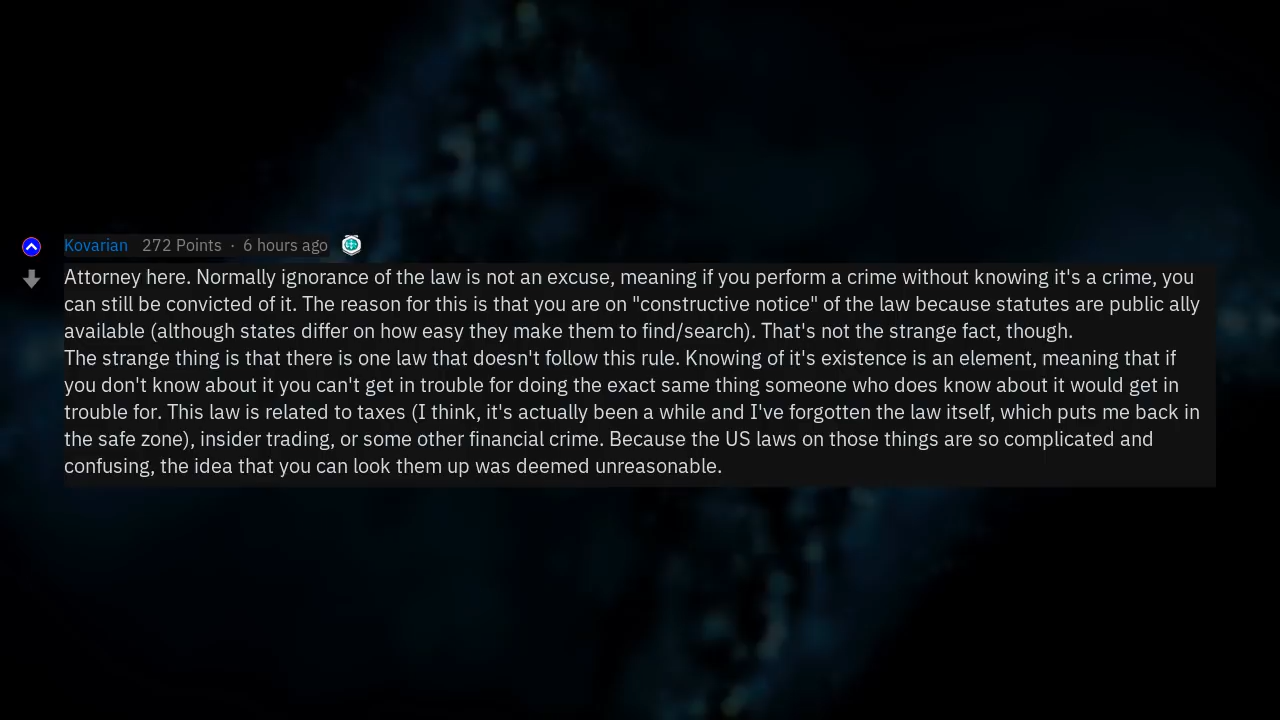 Kovarian 272 Points · 6 hours ago
Attorney here. Normally ignorance of the law is not an excuse, meaning if you perform a crime without knowing it's a crime, you
can still be convicted of it. The reason for this is that you are on "constructive notice" of the law because statutes are public ally
available (although states differ on how easy they make them to find/search). That's not the strange fact, though.
The strange thing is that there is one law that doesn't follow this rule. Knowing of it's existence is an element, meaning that if
you don't know about it you can't get in trouble for doing the exact same thing someone who does know about it would get in
trouble for. This law is related to taxes (I think, it's actually been a while and I've forgotten the law itself, which puts me back in
the safe zone), insider trading, or some other financial crime. Because the US laws on those things are so complicated and
confusing, the idea that you can look them up was deemed unreasonable.